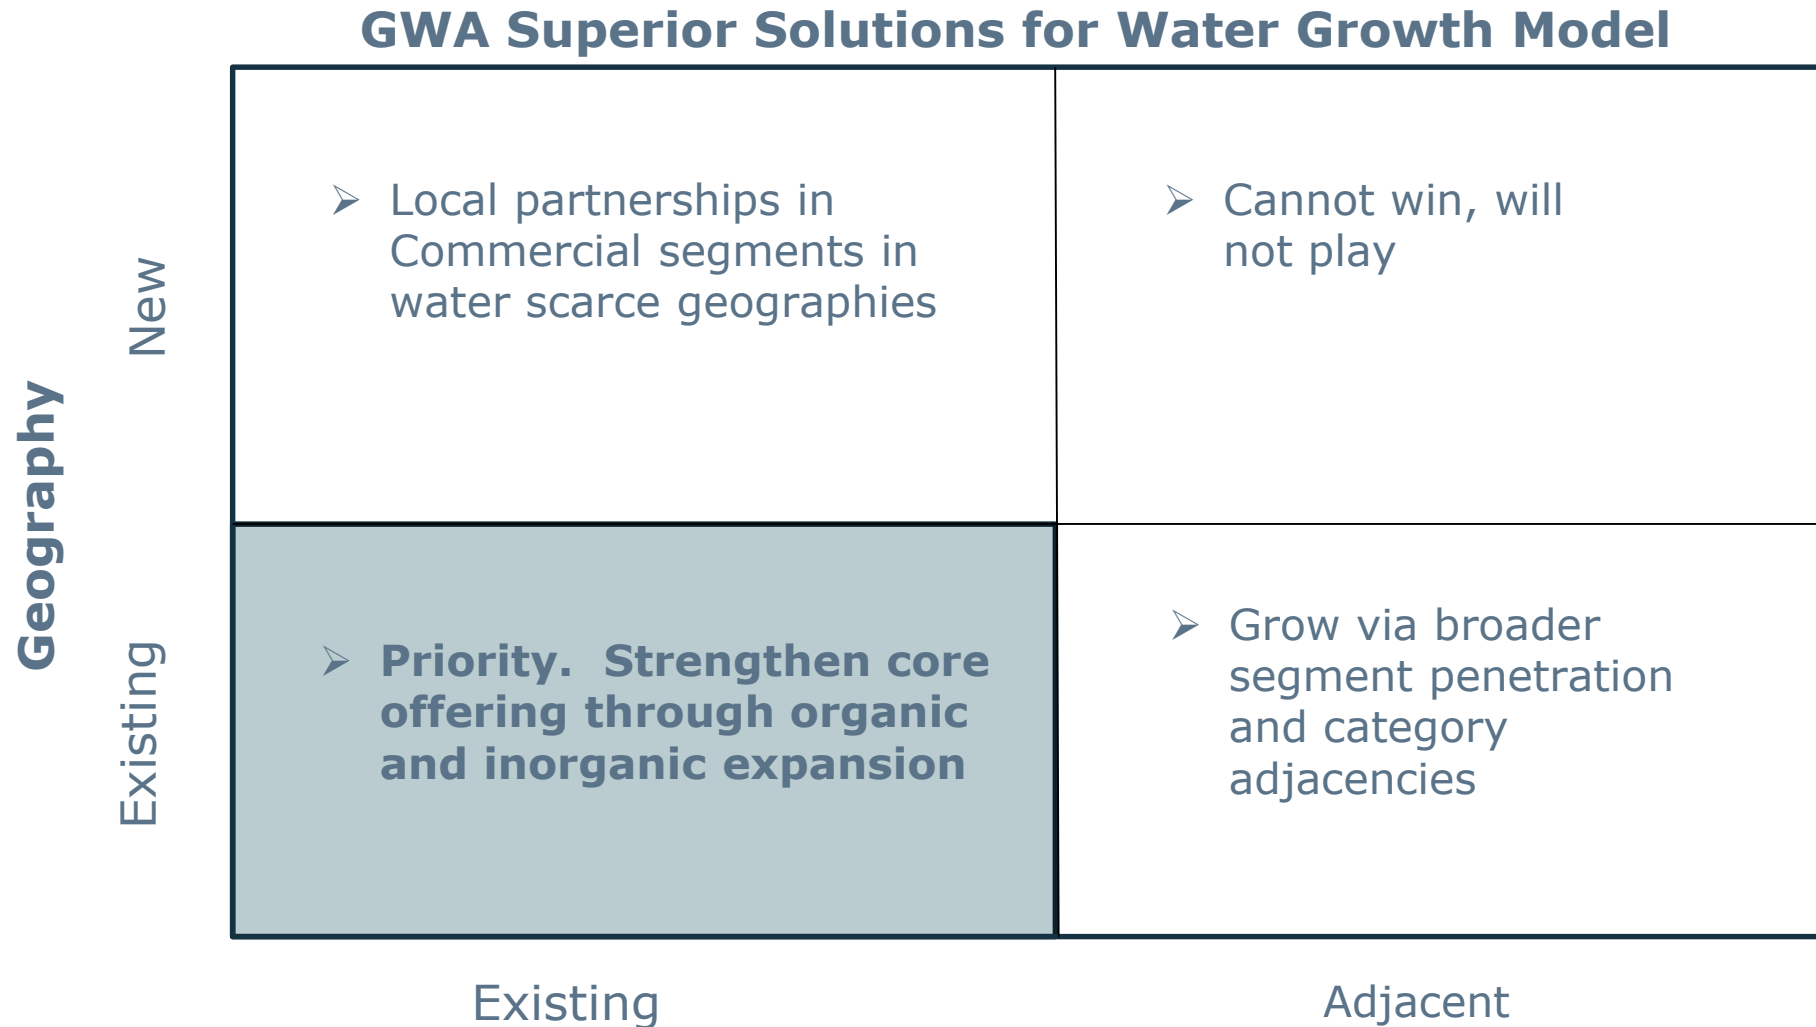 GWA Superior Solutions for Water Growth Model
Geography
New
➢ Local partnerships in
Commercial segments in
water scarce geographies
➢ Cannot win, will
not play
Existing
➢ Priority.  Strengthen core
offering through organic
and inorganic expansion
➢ Grow via broader
segment penetration
and category
adjacencies
Existing
Adjacent